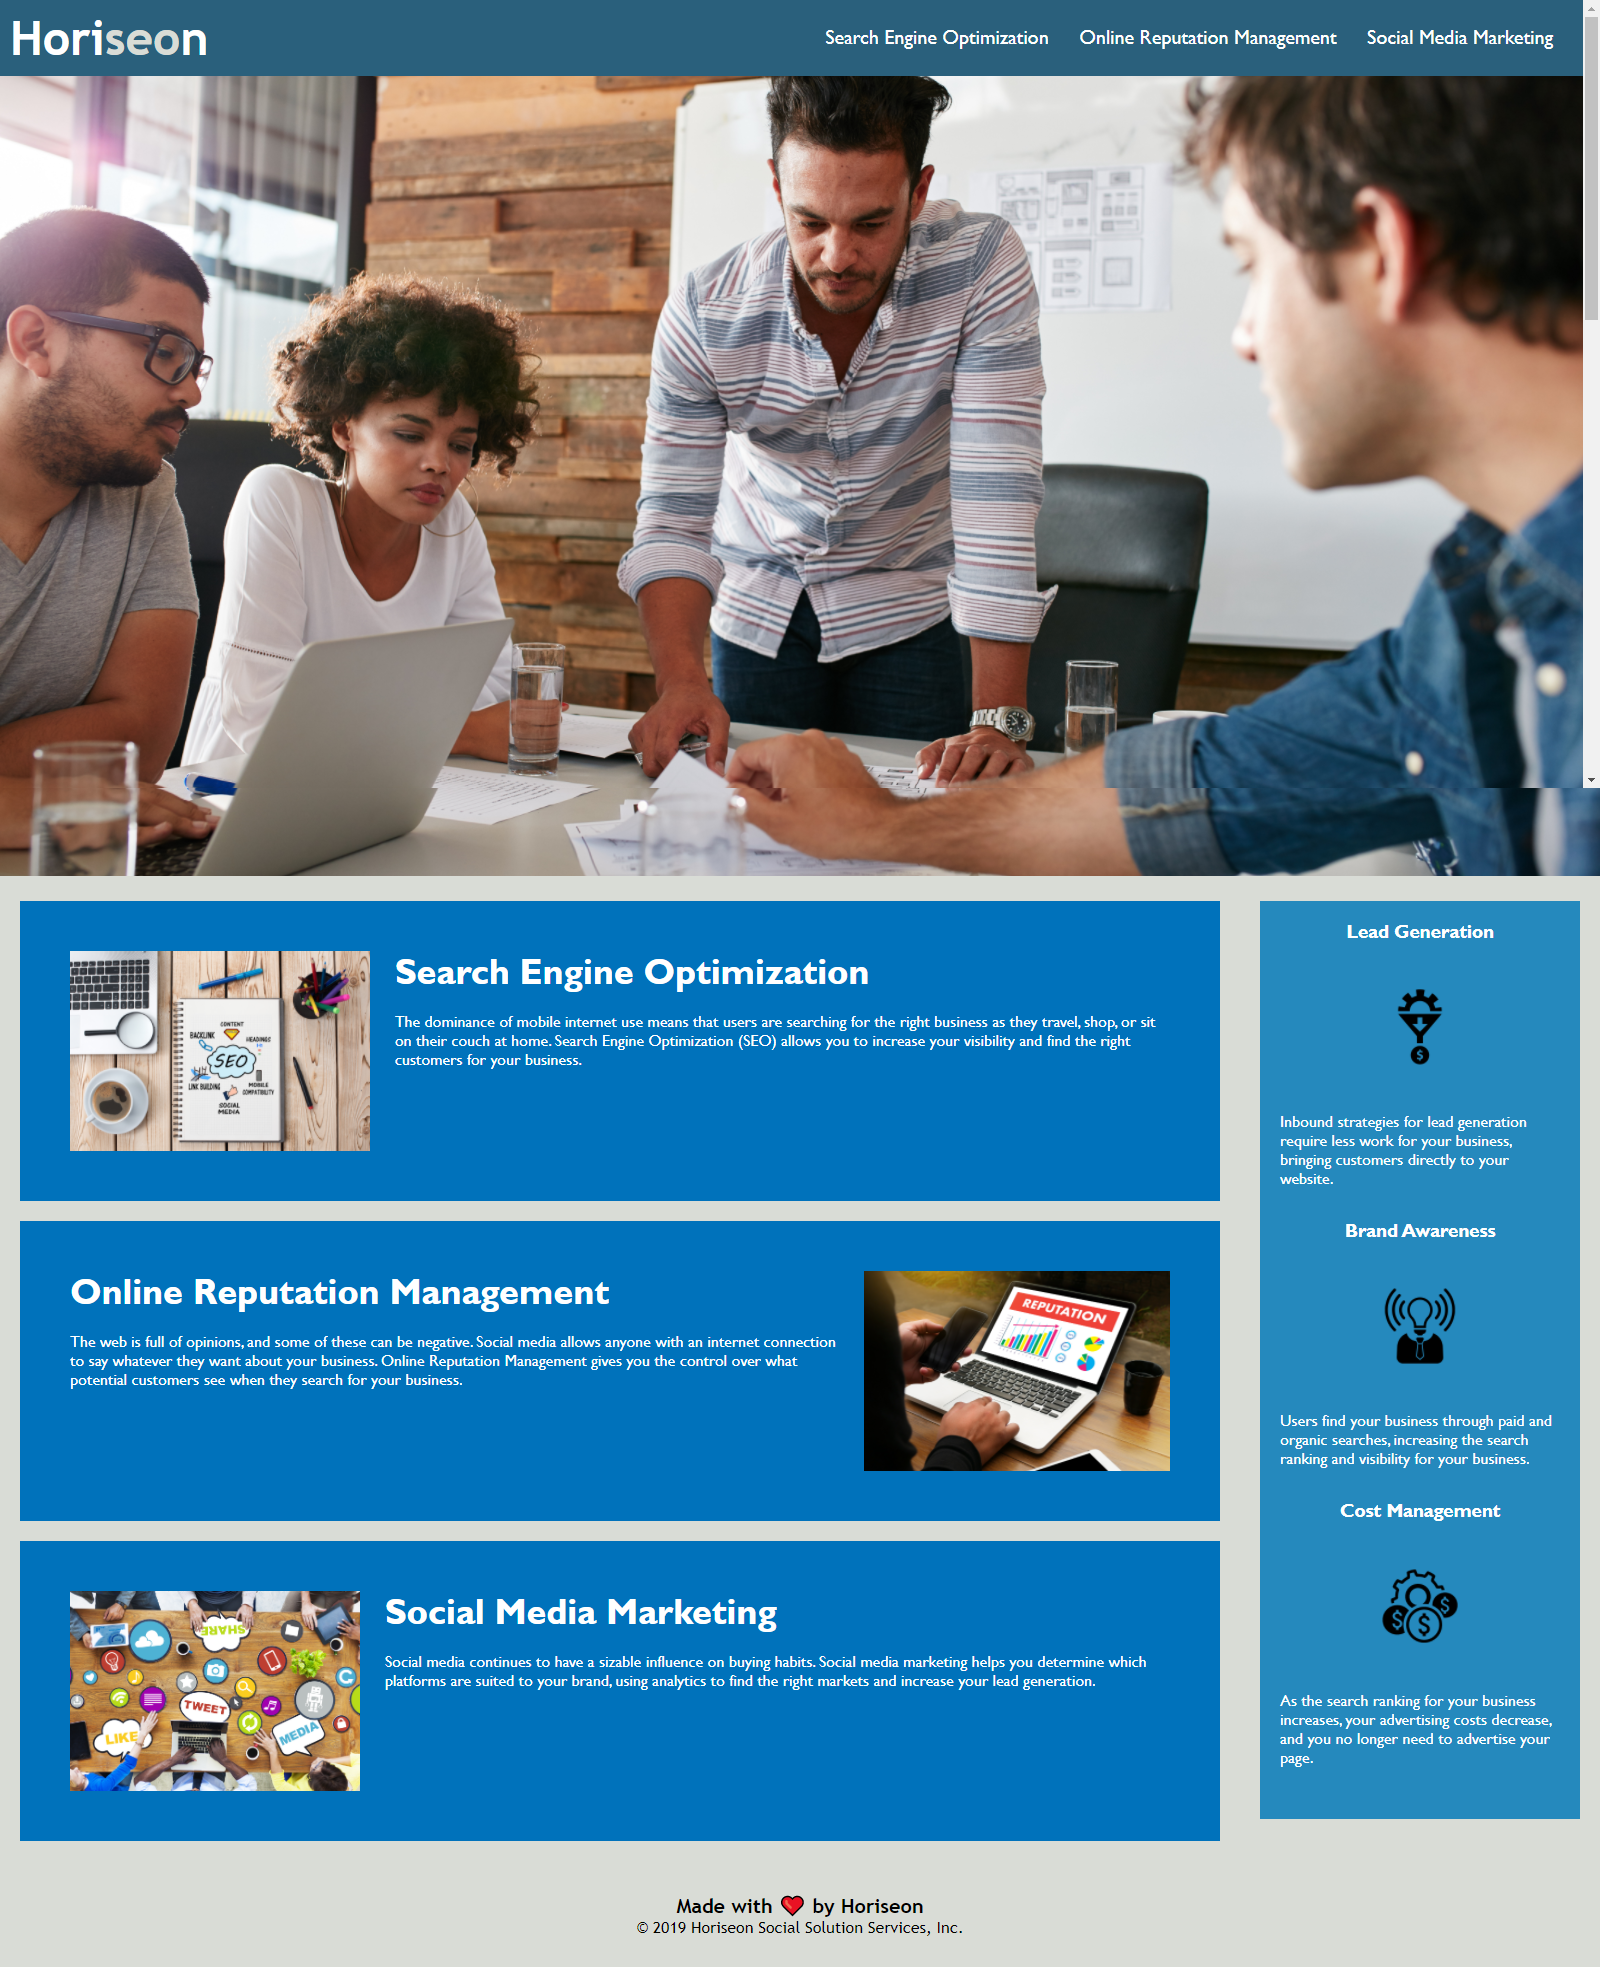 Horiseon
Search Engine Optimization
Online Reputation Management
Social Media Marketing
CONTENT
BACKLINK
HEADINGS
SEO
LINK BUILDING
MOBILE
COMPATIBILITY
SOCIAL
MEDIA
Search Engine Optimization
The dominance of mobile internet use means that users are searching for the right business as they travel, shop, or sit
on their couch at home. Search Engine Optimization (SEO) allows you to increase your visibility and find the right
customers for your business.
Online Reputation Management
The web is full of opinions, and some of these can be negative. Social media allows anyone with an internet connection
to say whatever they want about your business. Online Reputation Management gives you the control over what
potential customers see when they search for your business.
REPUTATION
SHARE
TWEET
LIKE
MEDIA
Social Media Marketing
Social media continues to have a sizable influence on buying habits. Social media marketing helps you determine which
platforms are suited to your brand, using analytics to find the right markets and increase your lead generation.
Lead Generation
$
Inbound strategies for lead generation
require less work for your business,
bringing customers directly to your
website.
Brand Awareness
Users find your business through paid and
organic searches, increasing the search
ranking and visibility for your business.
Cost Management
$ $ $
As the search ranking for your business
increases, your advertising costs decrease,
and you no longer need to advertise your
page.
Made with ❤️ by Horiseon
© 2019 Horiseon Social Solution Services, Inc.